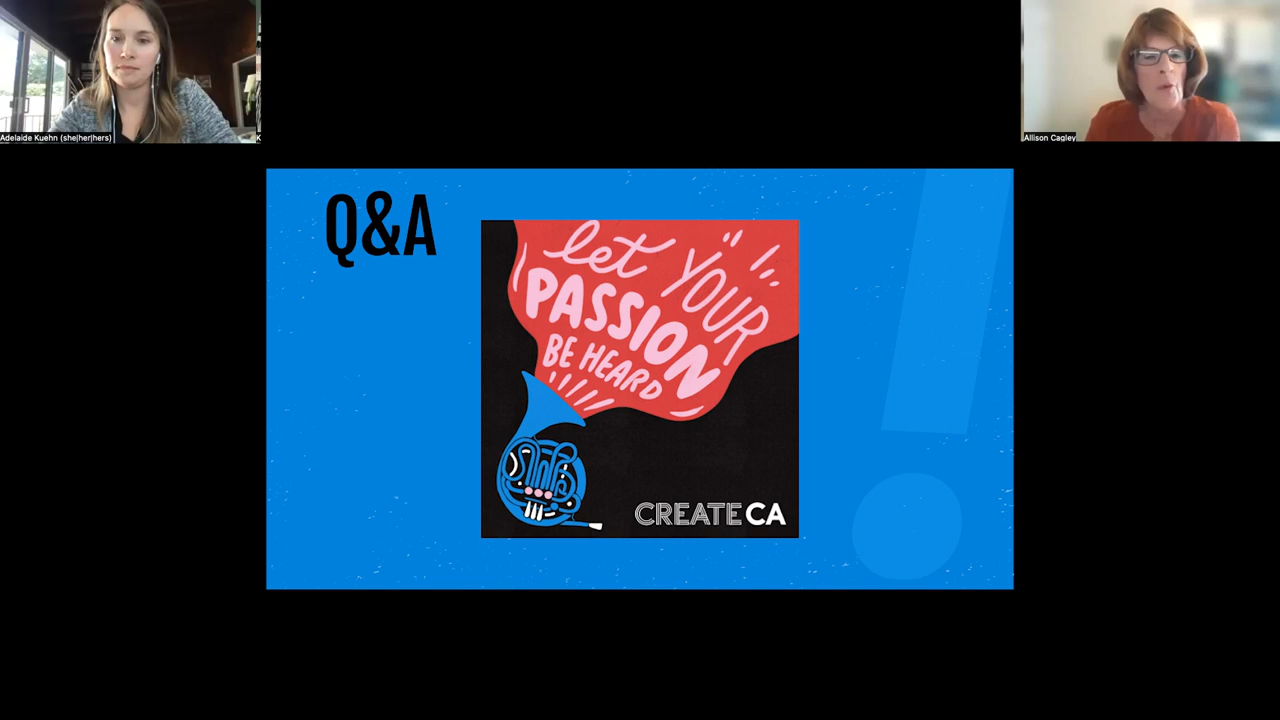 Adelaide Kuehn (she|her|hers)
K
Allison Cagley
Q&A
let YOUR
PASSION
BE HEARD
CREATE CA